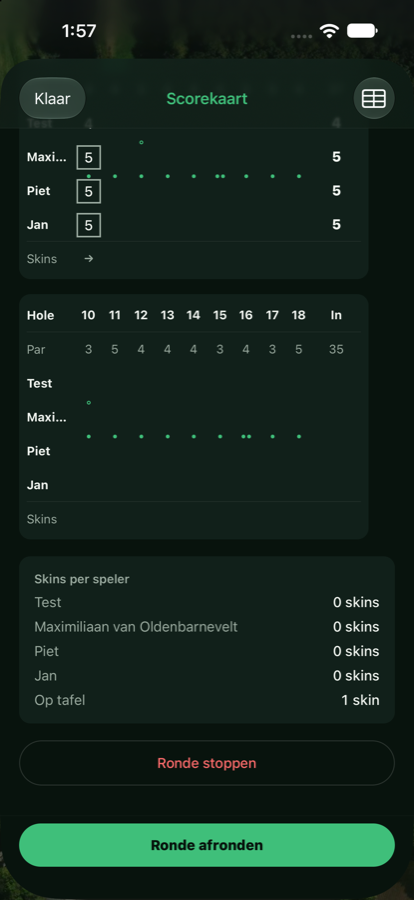 1:57
Klaar Scorekaart
Test 4 4
Maxi... 5 5
Piet 5 5
Jan 5 5
Skins →
Hole 10 11 12 13 14 15 16 17 18 In
Par 3 5 4 4 4 3 4 3 5 35
Test
Maxi...
Piet
Jan
Skins
Skins per speler
Test 0 skins
Maximiliaan van Oldenbarnevelt 0 skins
Piet 0 skins
Jan 0 skins
Op tafel 1 skin
Ronde stoppen
Ronde afronden